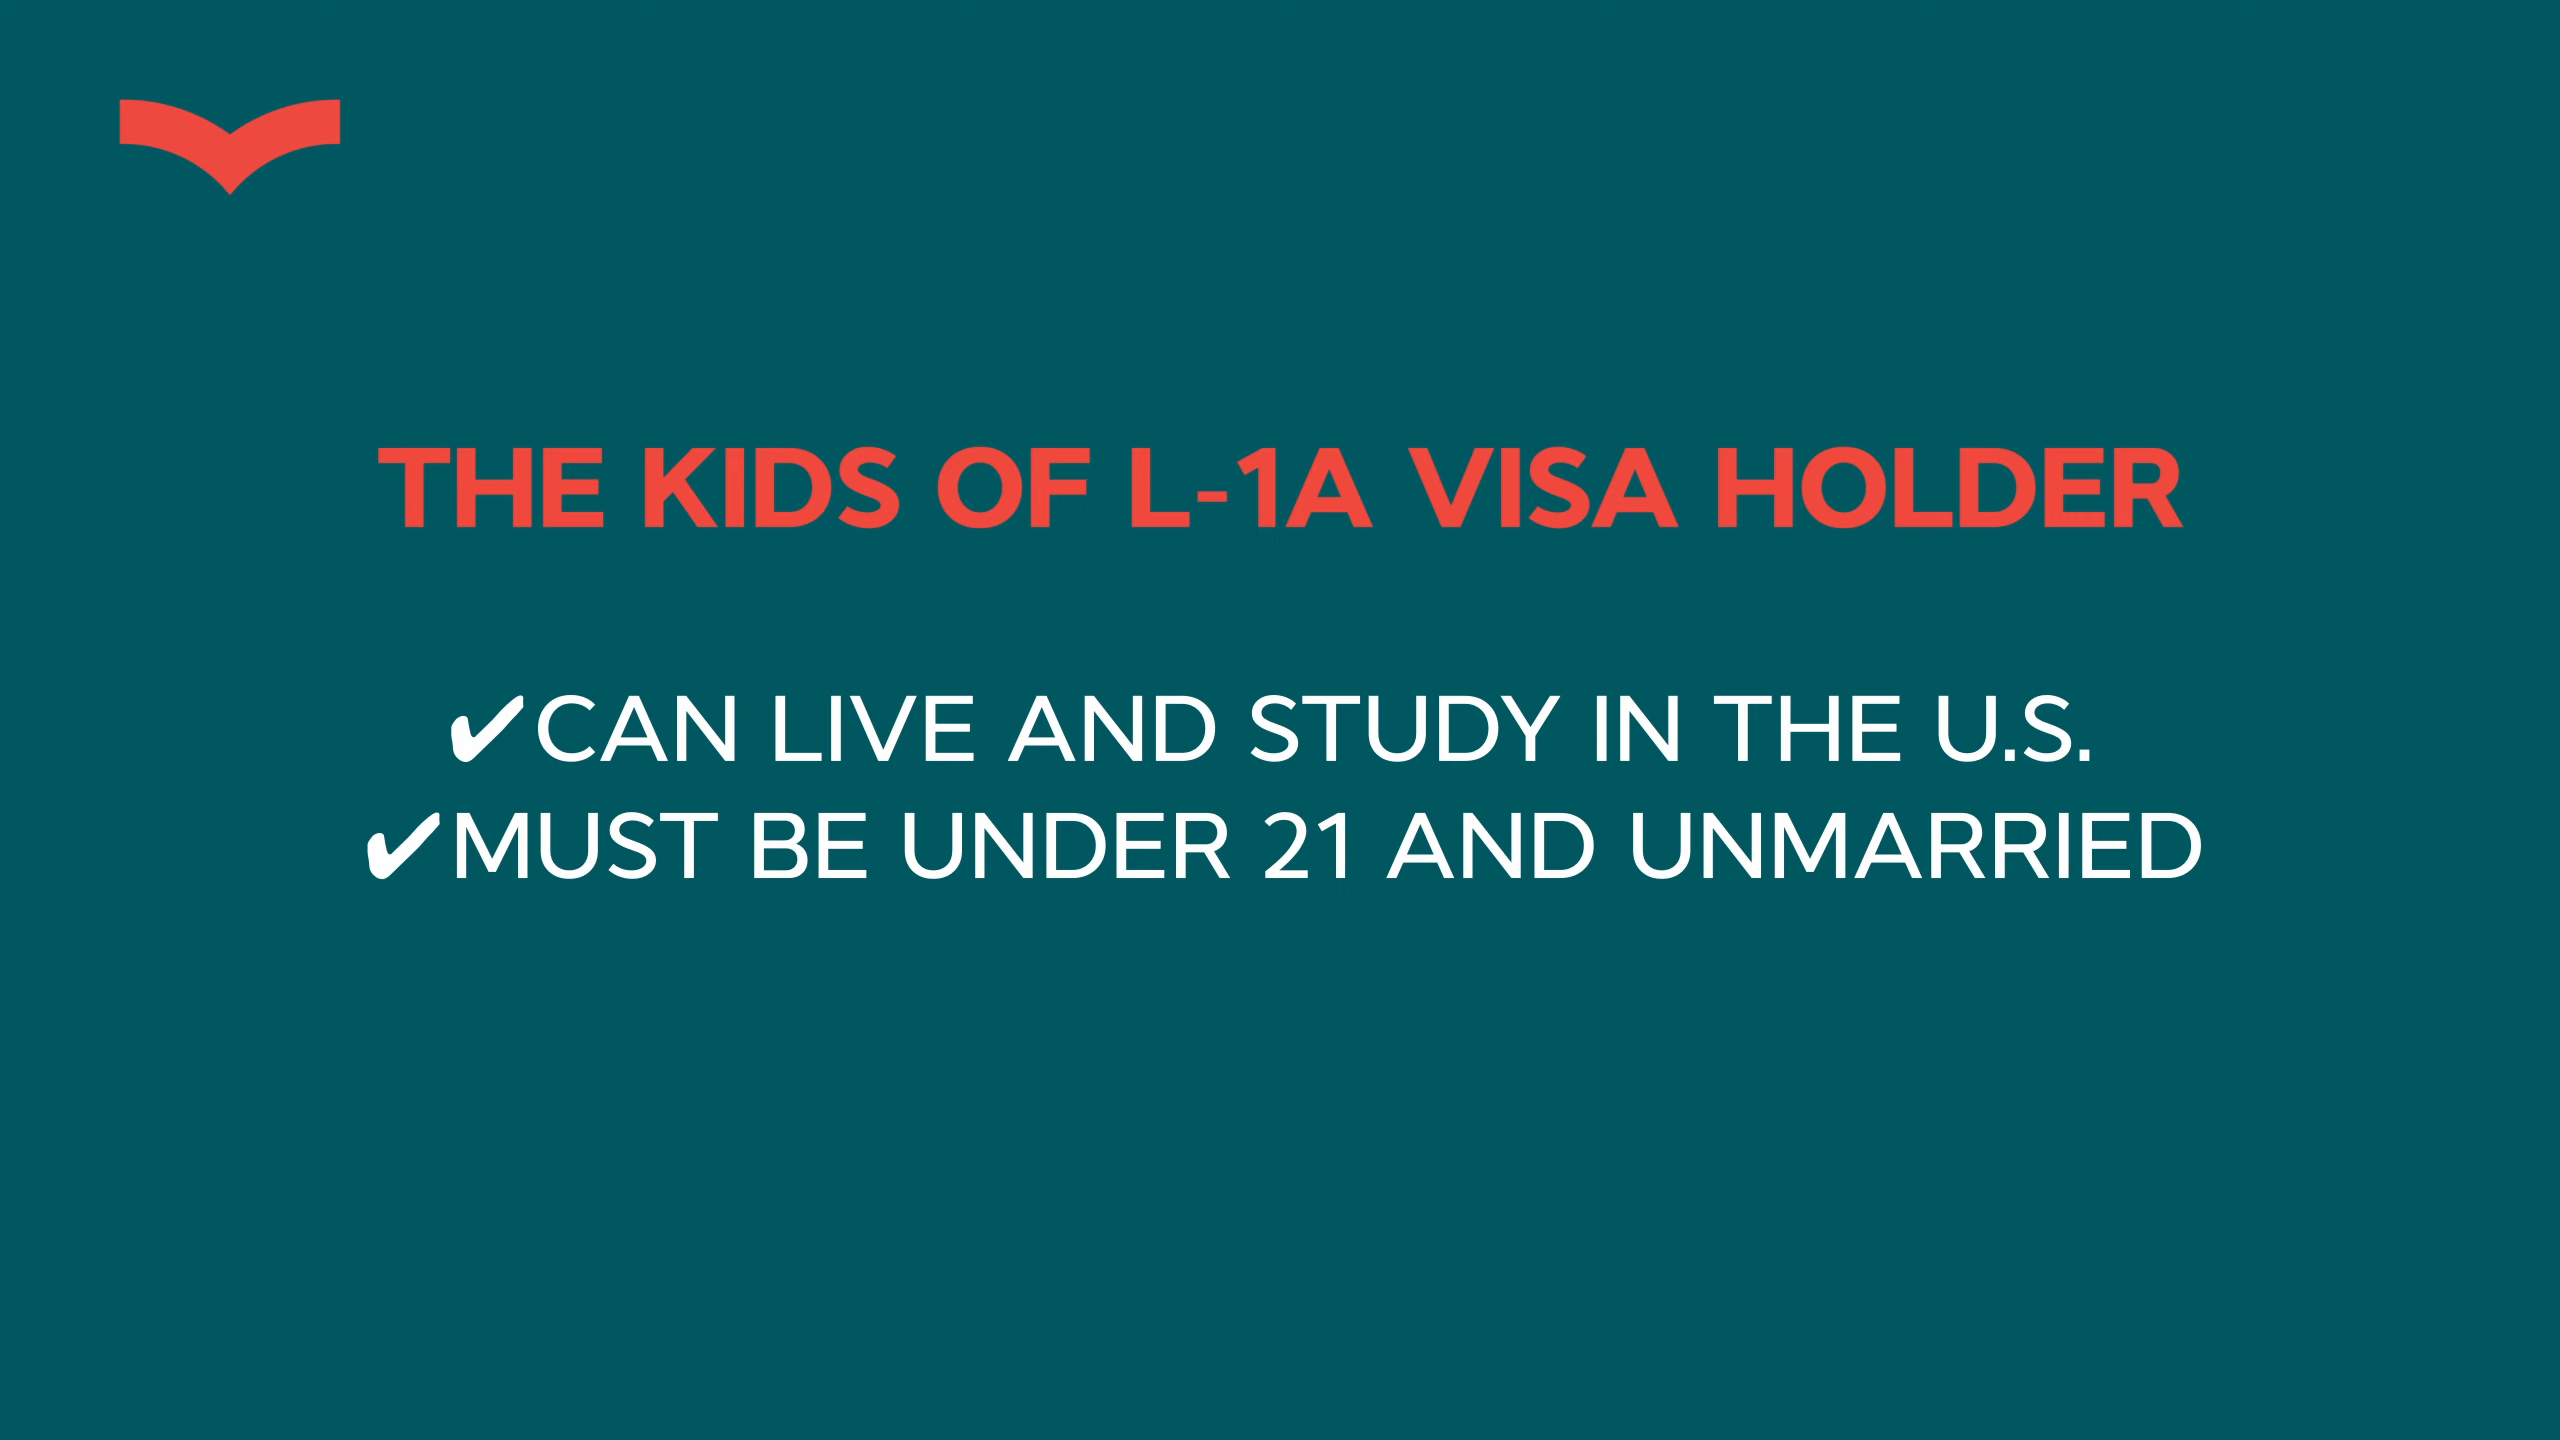 THE KIDS OF L-1A VISA HOLDER
✔CAN LIVE AND STUDY IN THE U.S.
✔MUST BE UNDER 21 AND UNMARRIED